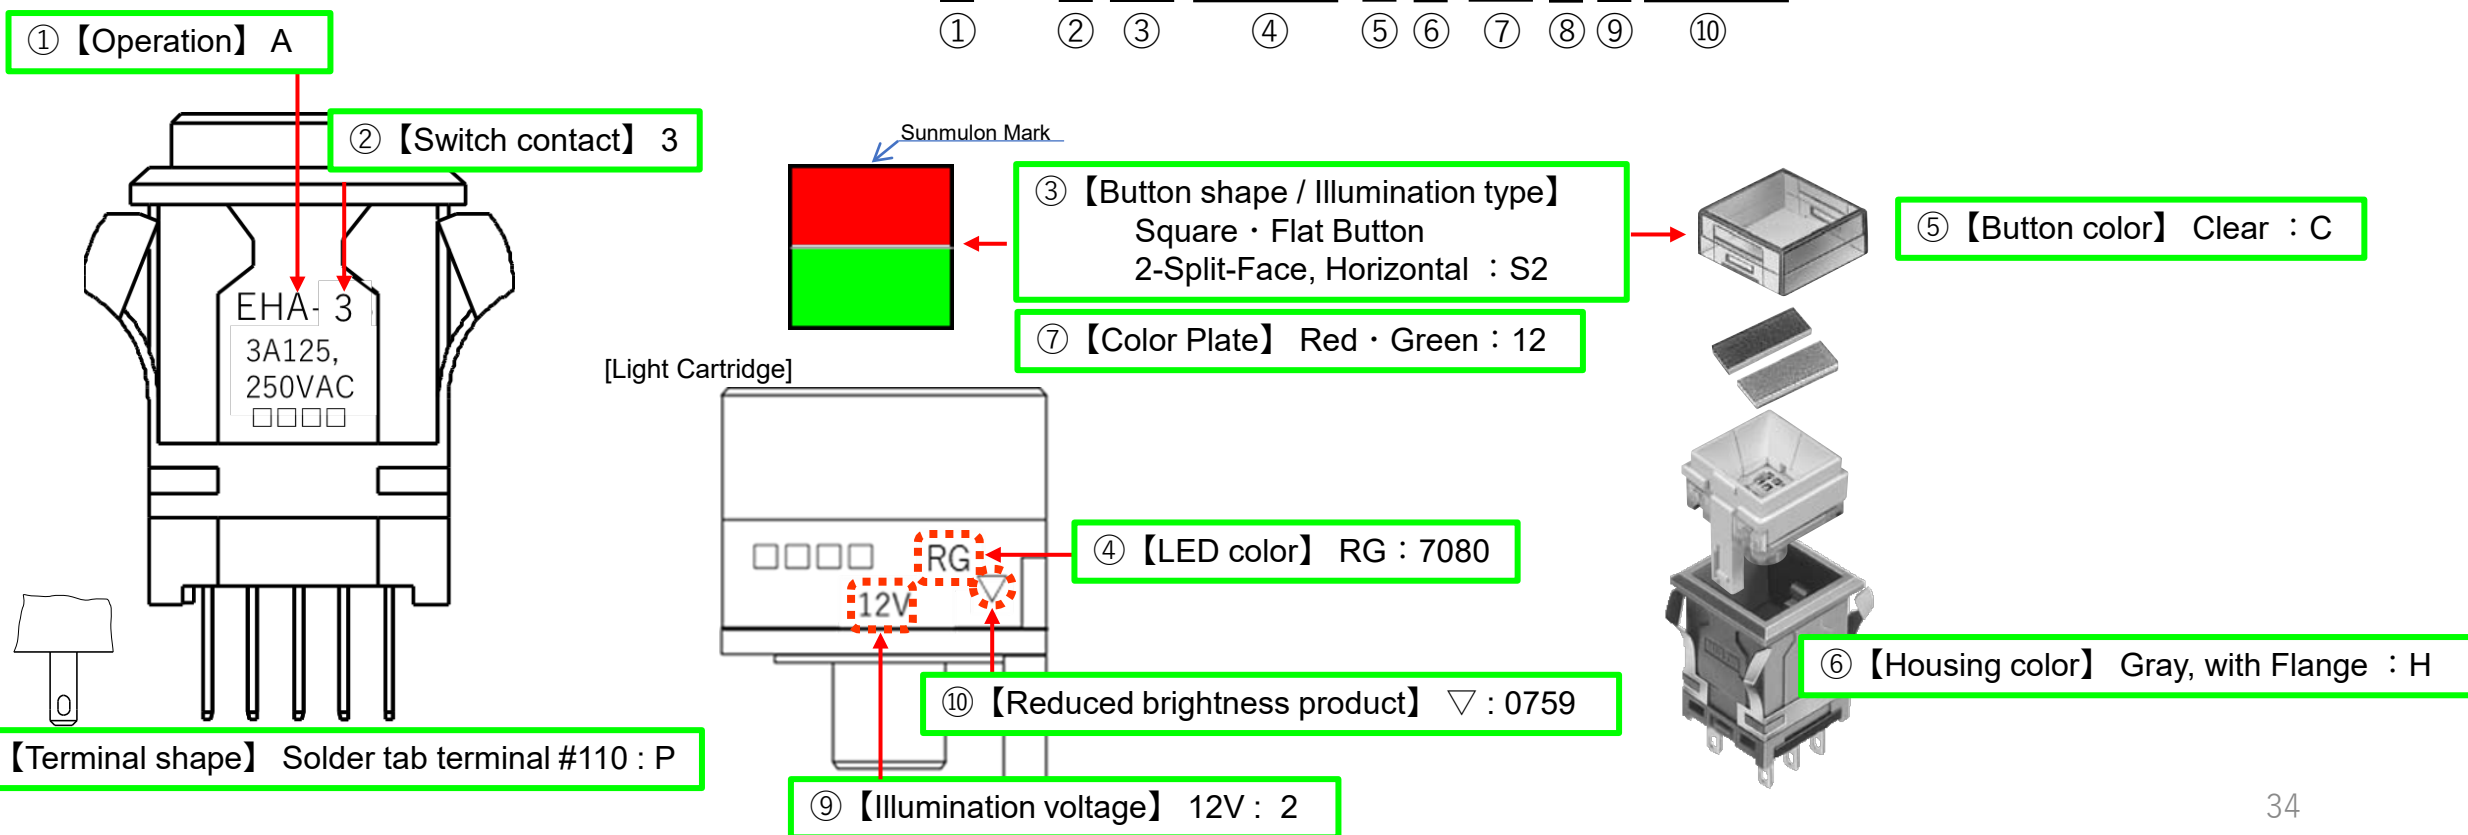 ① ② ③ ④ ⑤ ⑥ ⑦ ⑧ ⑨ ⑩
①【Operation】 A
②【Switch contact】 3
Sunmulon Mark
③【Button shape / Illumination type】
Square・Flat Button
2-Split-Face, Horizontal ：S2
⑤【Button color】 Clear ：C
EHA- 3
3A125,
250VAC
□□□□
⑦【Color Plate】 Red・Green：12
[Light Cartridge]
□□□□ RG
12V ▽
④【LED color】 RG：7080
⑥【Housing color】 Gray, with Flange ：H
⑩【Reduced brightness product】 ▽ : 0759
【Terminal shape】 Solder tab terminal #110 : P
⑨【Illumination voltage】 12V : 2
34